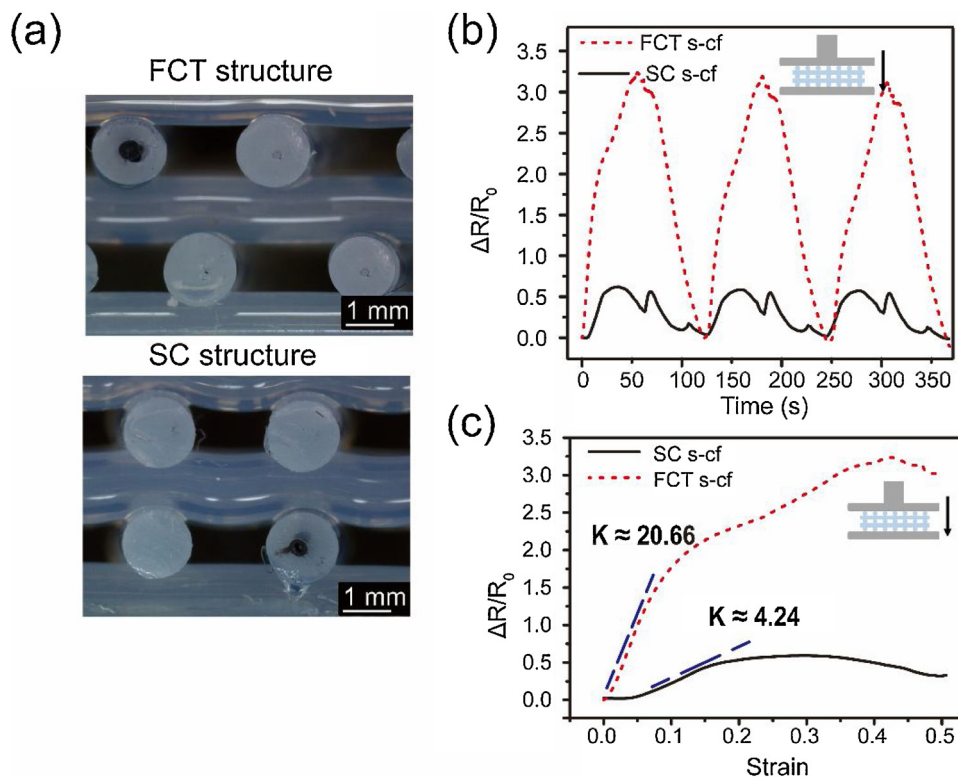 (a)
FCT structure
1 mm
SC structure
1 mm
(b)
FCT s-cf
SC s-cf
3.5
3.0
2.5
2.0
1.5
1.0
0.5
0.0
ΔR/R₀
0 50 100 150 200 250 300 350
Time (s)
(c)
SC s-cf
FCT s-cf
3.5
3.0
2.5
2.0
1.5
1.0
0.5
0.0
ΔR/R₀
K ≈ 20.66
K ≈ 4.24
0.0 0.1 0.2 0.3 0.4 0.5
Strain